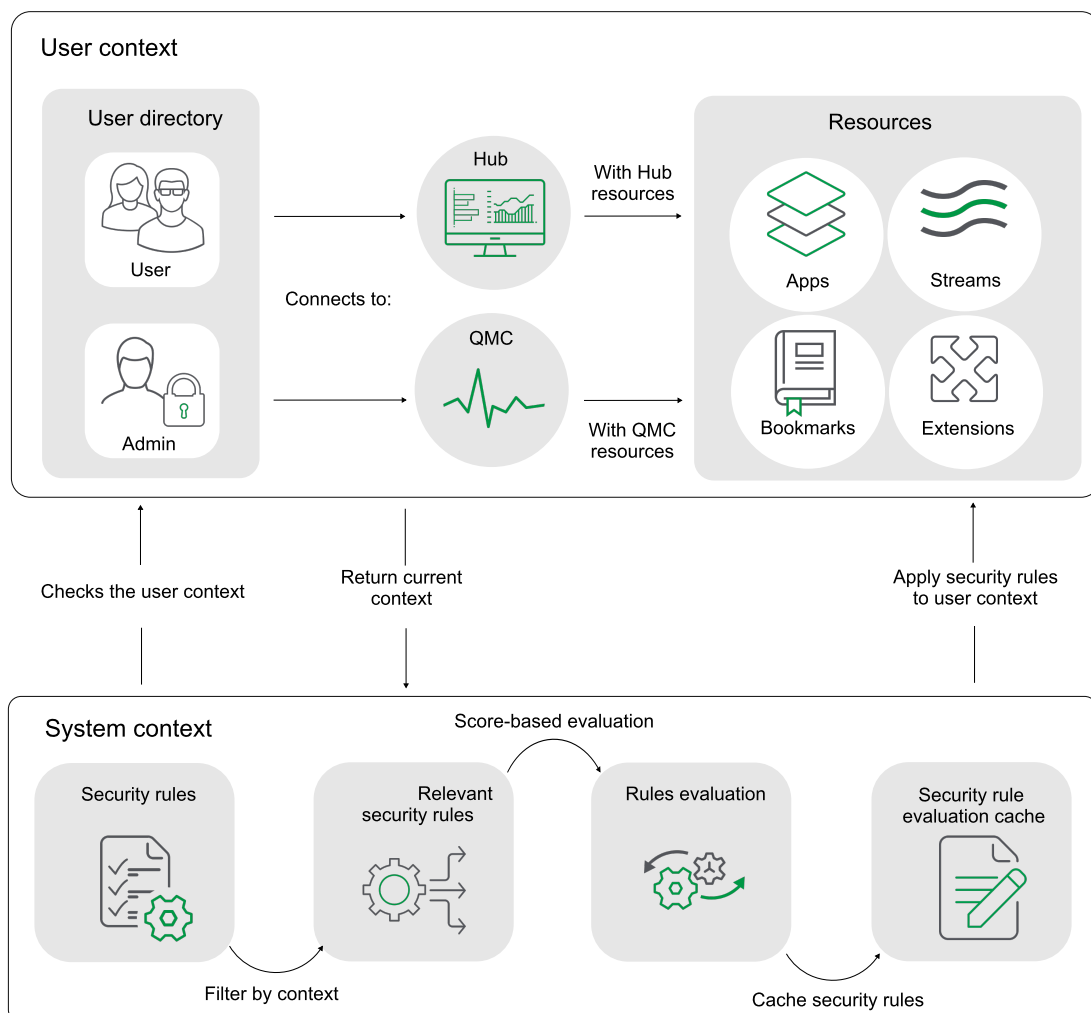 User context
User directory
User
Admin
Connects to:
Hub
QMC
With Hub
resources
With QMC
resources
Resources
Apps
Streams
Bookmarks
Extensions
Checks the user context
Return current
context
Apply security rules
to user context
System context
Score-based evaluation
Security rules
Relevant
security rules
Rules evaluation
Security rule
evaluation cache
Filter by context
Cache security rules